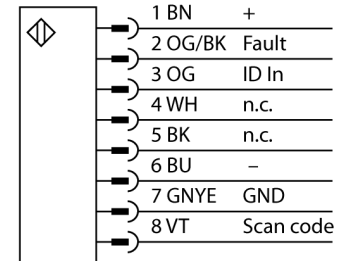 1 BN +
2 OG/BK Fault
3 OG ID In
4 WH n.c.
5 BK n.c.
6 BU –
7 GNYE GND
8 VT Scan code